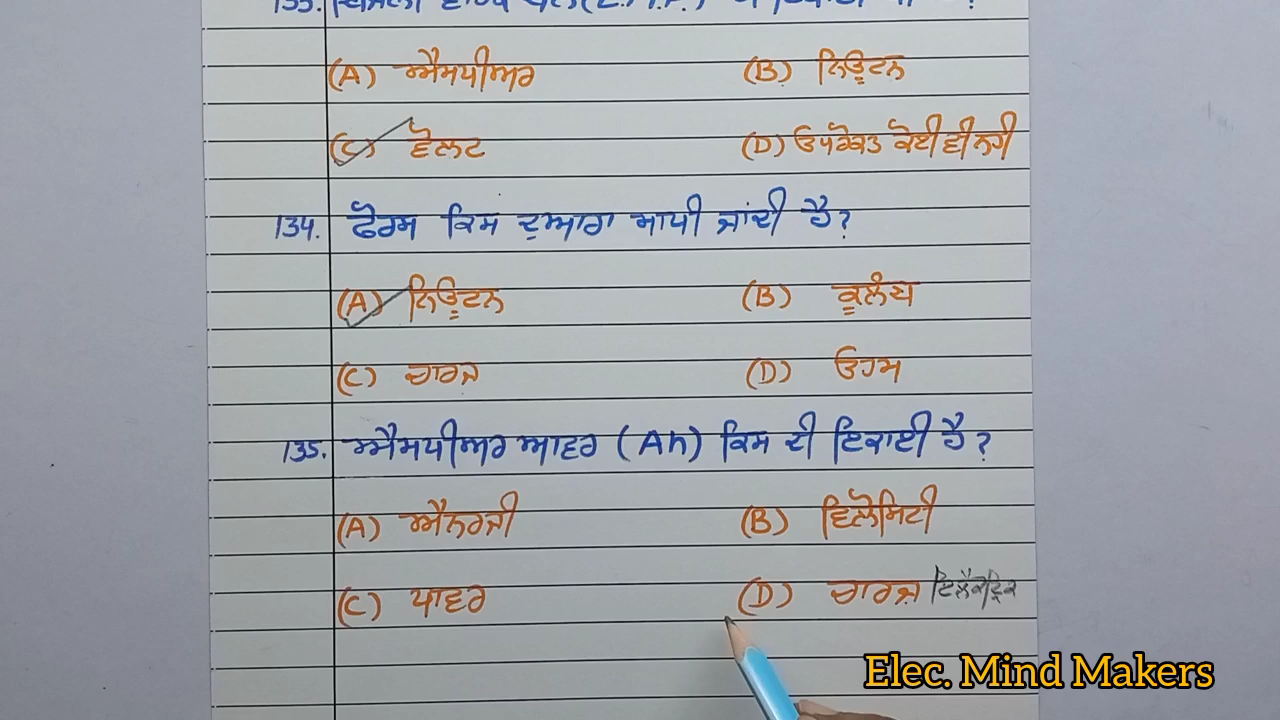 133.
(A) ਐਮਪੀਅਰ (B) ਨਿਊਟਨ
(C) ਵੋਲਟ (D) ਉਪਰੋਕਤ ਕੋਈ ਵੀ ਨਹੀ
134. ਫੋਰਸ ਕਿਸ ਦੁਆਰਾ ਮਾਪੀ ਜਾਂਦੀ ਹੈ?
(A) ਨਿਊਟਨ (B) ਕੂਲੰਬ
(C) ਚਾਰਜ (D) ਓਹਮ
135. ਐਮਪੀਅਰ ਆਵਰ (Ah) ਕਿਸ ਦੀ ਇਕਾਈ ਹੈ?
(A) ਐਨਰਜੀ (B) ਵਿਲੋਸਿਟੀ
(C) ਪਾਵਰ (D) ਚਾਰਜ ਇਲੈਕਟ੍ਰਿਕ
Elec. Mind Makers